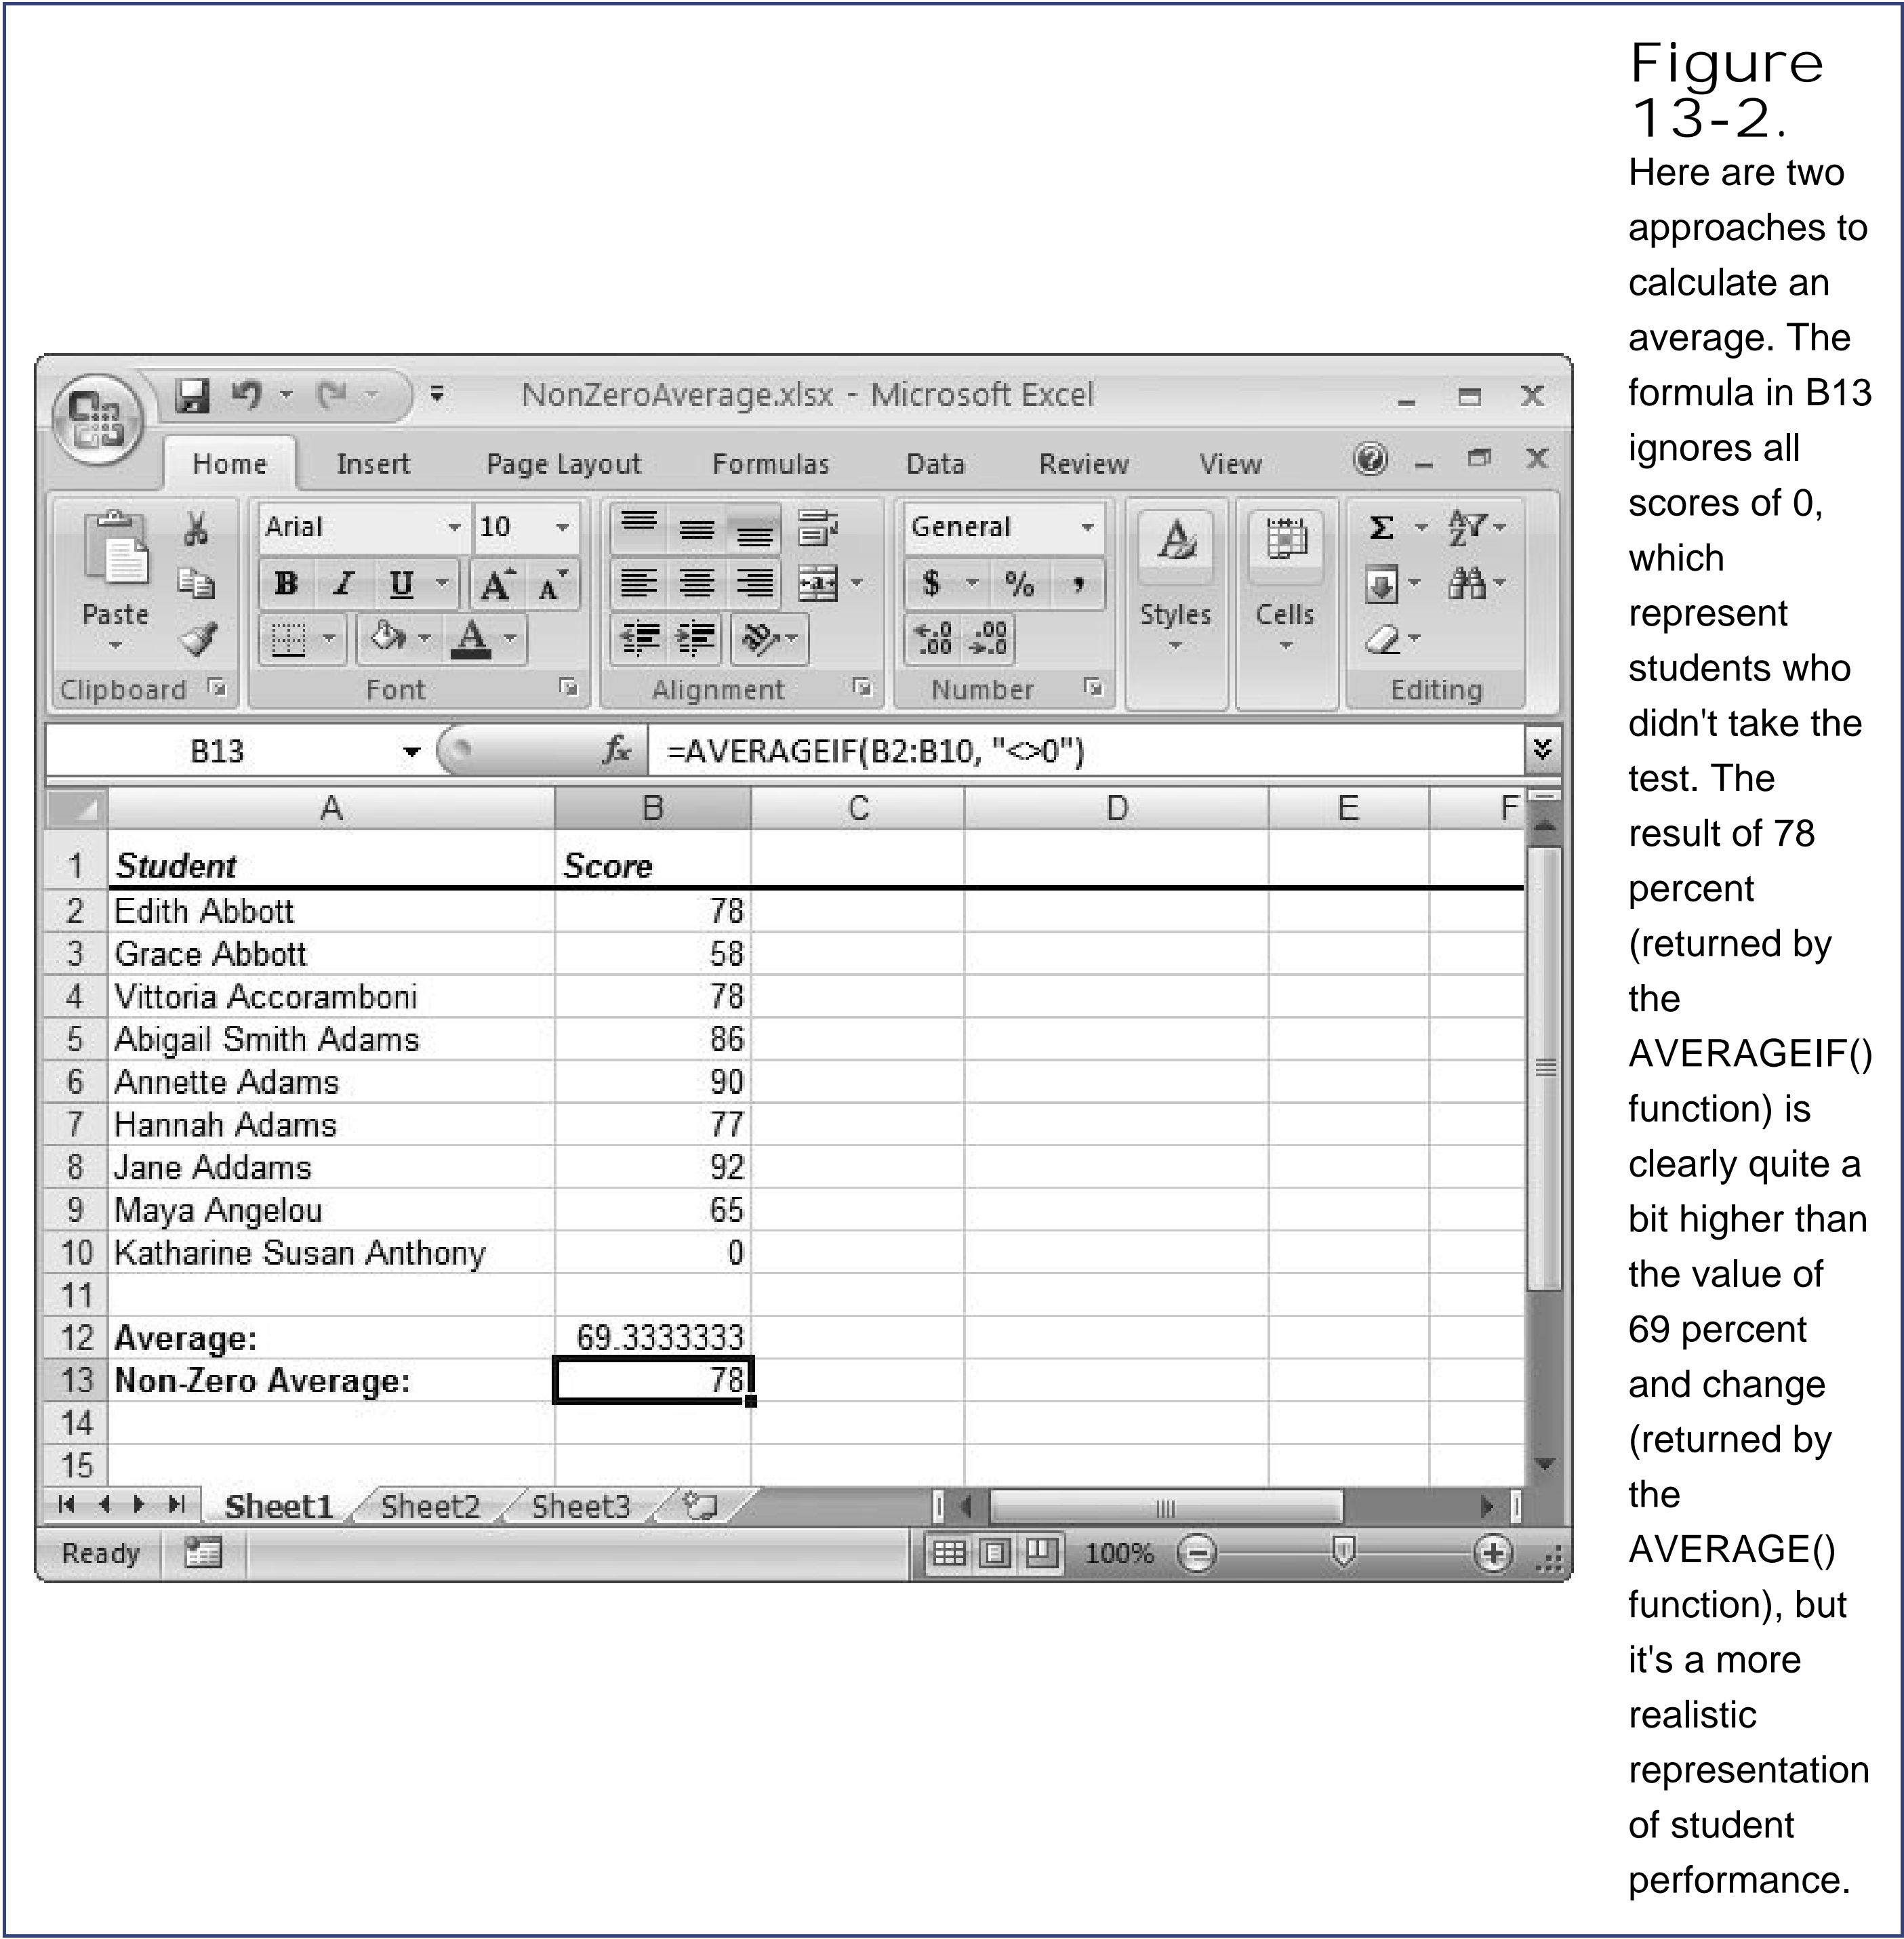 Figure
13-2.
Here are two
approaches to
calculate an
average. The
formula in B13
ignores all
scores of 0,
which
represent
students who
didn't take the
test. The
result of 78
percent
(returned by
the
AVERAGEIF()
function) is
clearly quite a
bit higher than
the value of
69 percent
and change
(returned by
the
AVERAGE()
function), but
it's a more
realistic
representation
of student
performance.
NonZeroAverage.xlsx - Microsoft Excel
Home Insert Page Layout Formulas Data Review View
Arial 10 General
B I U A A $ % ,
Paste Styles Cells
A .00 .00 .0
Clipboard Font Alignment Number Editing
B13 fx =AVERAGEIF(B2:B10, "<>0")
A B C D E F
1 Student Score
2 Edith Abbott 78
3 Grace Abbott 58
4 Vittoria Accoramboni 78
5 Abigail Smith Adams 86
6 Annette Adams 90
7 Hannah Adams 77
8 Jane Addams 92
9 Maya Angelou 65
10 Katharine Susan Anthony 0
11
12 Average: 69.3333333
13 Non-Zero Average: 78
14
15
Sheet1 Sheet2 Sheet3
Ready 100%